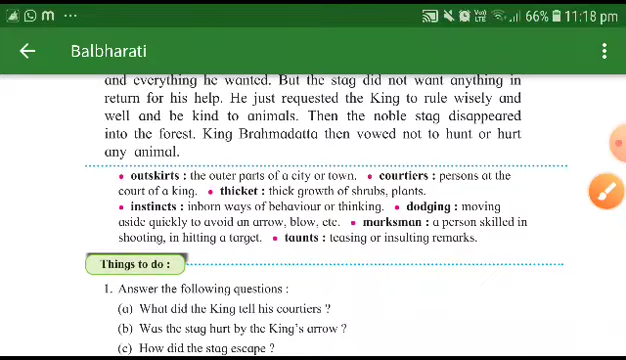 66% 11:18 pm
Balbharati
and everything he wanted. But the stag did not want anything in
return for his help. He just requested the King to rule wisely and
well and be kind to animals. Then the noble stag disappeared
into the forest. King Brahmadatta then vowed not to hunt or hurt
any animal.
• outskirts : the outer parts of a city or town. • courtiers : persons at the
court of a king. • thicket : thick growth of shrubs, plants.
• instincts : inborn ways of behaviour or thinking. • dodging : moving
aside quickly to avoid an arrow, blow, etc. • marksman : a person skilled in
shooting, in hitting a target. • taunts : teasing or insulting remarks.
Things to do :
1. Answer the following questions :
(a) What did the King tell his courtiers ?
(b) Was the stag hurt by the King's arrow ?
(c) How did the stag escape ?